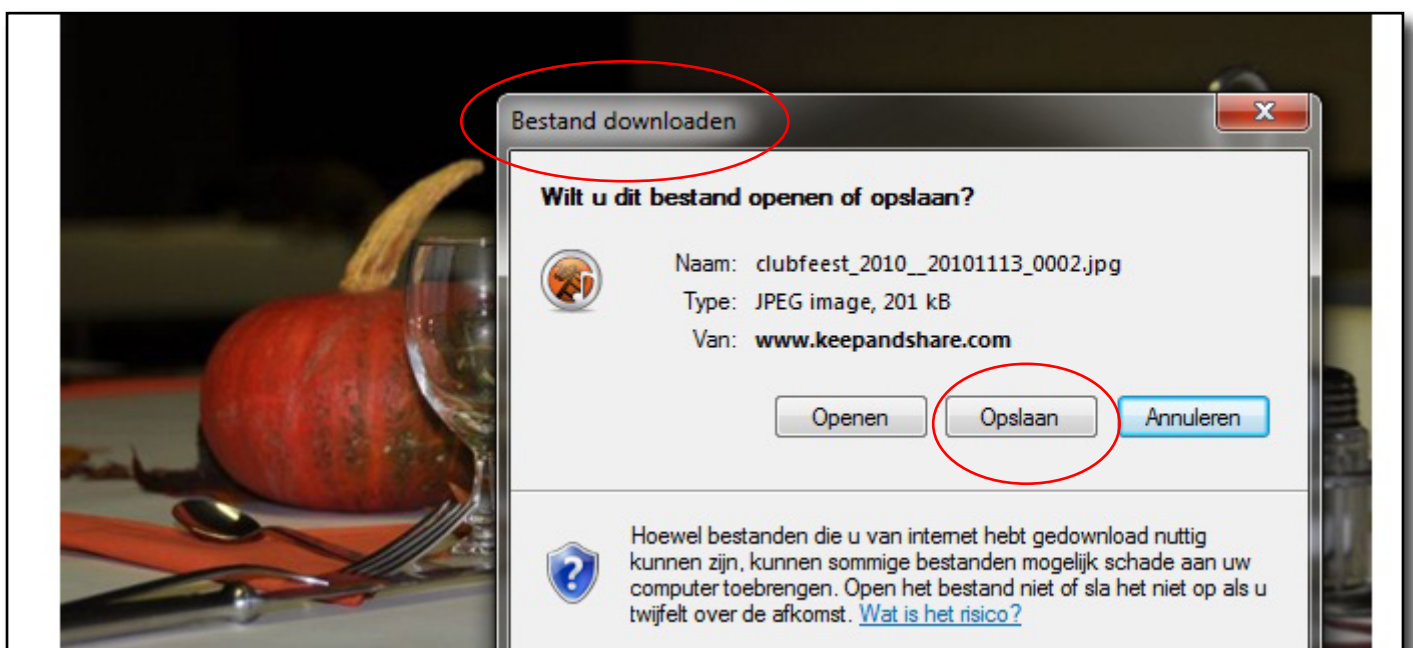 Bestand downloaden
Wilt u dit bestand openen of opslaan?
Naam: clubfeest_2010__20101113_0002.jpg
Type: JPEG image, 201 kB
Van: www.keepandshare.com
Openen Opslaan Annuleren
Hoewel bestanden die u van internet hebt gedownload nuttig
kunnen zijn, kunnen sommige bestanden mogelijk schade aan uw
computer toebrengen. Open het bestand niet of sla het niet op als u
twijfelt over de afkomst. Wat is het risico?